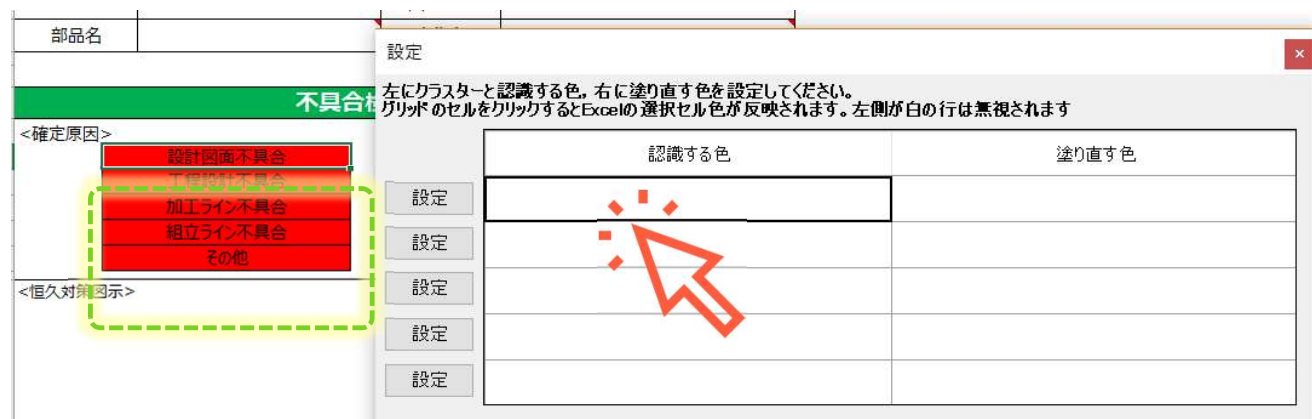 部品名
設定
左にクラスターと認識する色, 右に塗り直す色を設定してください。
グリッドのセルをクリックするとExcelの選択セル色が反映されます。左側が白の行は無視されます
不具合
<確定原因>
設計図面不具合
工程設計不具合
加工ライン不具合
組立ライン不具合
その他
<恒久対策図示>
認識する色
塗り直す色
設定
設定
設定
設定
設定